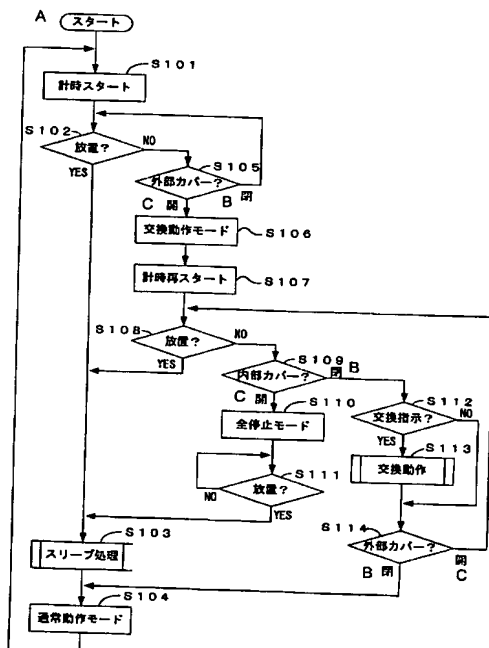 A
スタート
S101
計時スタート
S102
放置？
NO
YES
S105
外部カバー？
C 開
B 閉
交換動作モード
S106
計時再スタート
S107
S108
放置？
NO
YES
S109
内部カバー？
閉 B
C 開
S110
全停止モード
S112
交換指示？
NO
YES
S113
交換動作
S111
放置？
NO
YES
S103
スリープ処理
S114
外部カバー？
B 閉
開 C
S104
通常動作モード